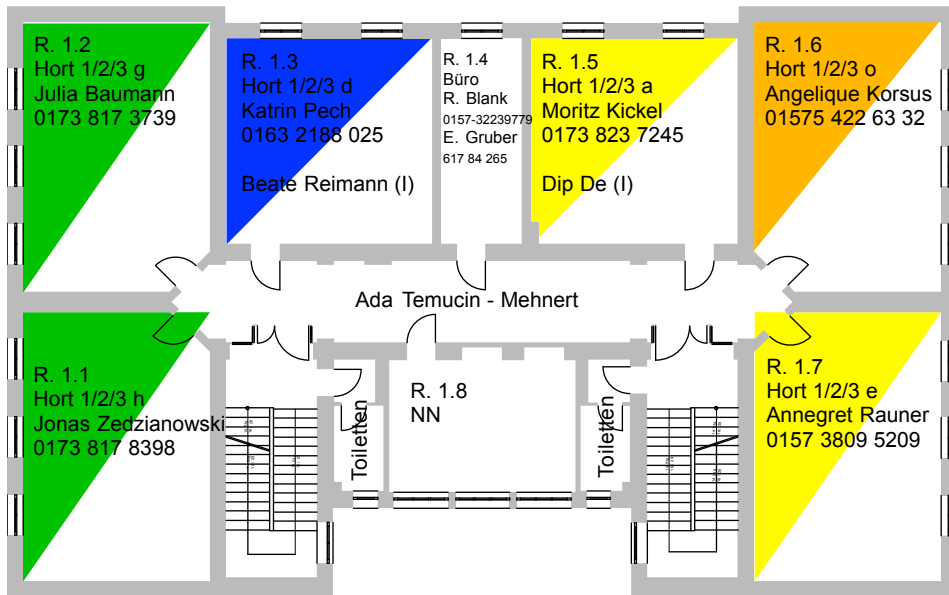 R. 1.2
Hort 1/2/3 g
Julia Baumann
0173 817 3739
R. 1.3
Hort 1/2/3 d
Katrin Pech
0163 2188 025
Beate Reimann (I)
R. 1.4
Büro
R. Blank
0157-32239779
E. Gruber
617 84 265
R. 1.5
Hort 1/2/3 a
Moritz Kickel
0173 823 7245
Dip De (I)
R. 1.6
Hort 1/2/3 o
Angelique Korsus
01575 422 63 32
Ada Temucin - Mehnert
R. 1.1
Hort 1/2/3 h
Jonas Zedzianowski
0173 817 8398
Toiletten
R. 1.8
NN
Toiletten
R. 1.7
Hort 1/2/3 e
Annegret Rauner
0157 3809 5209